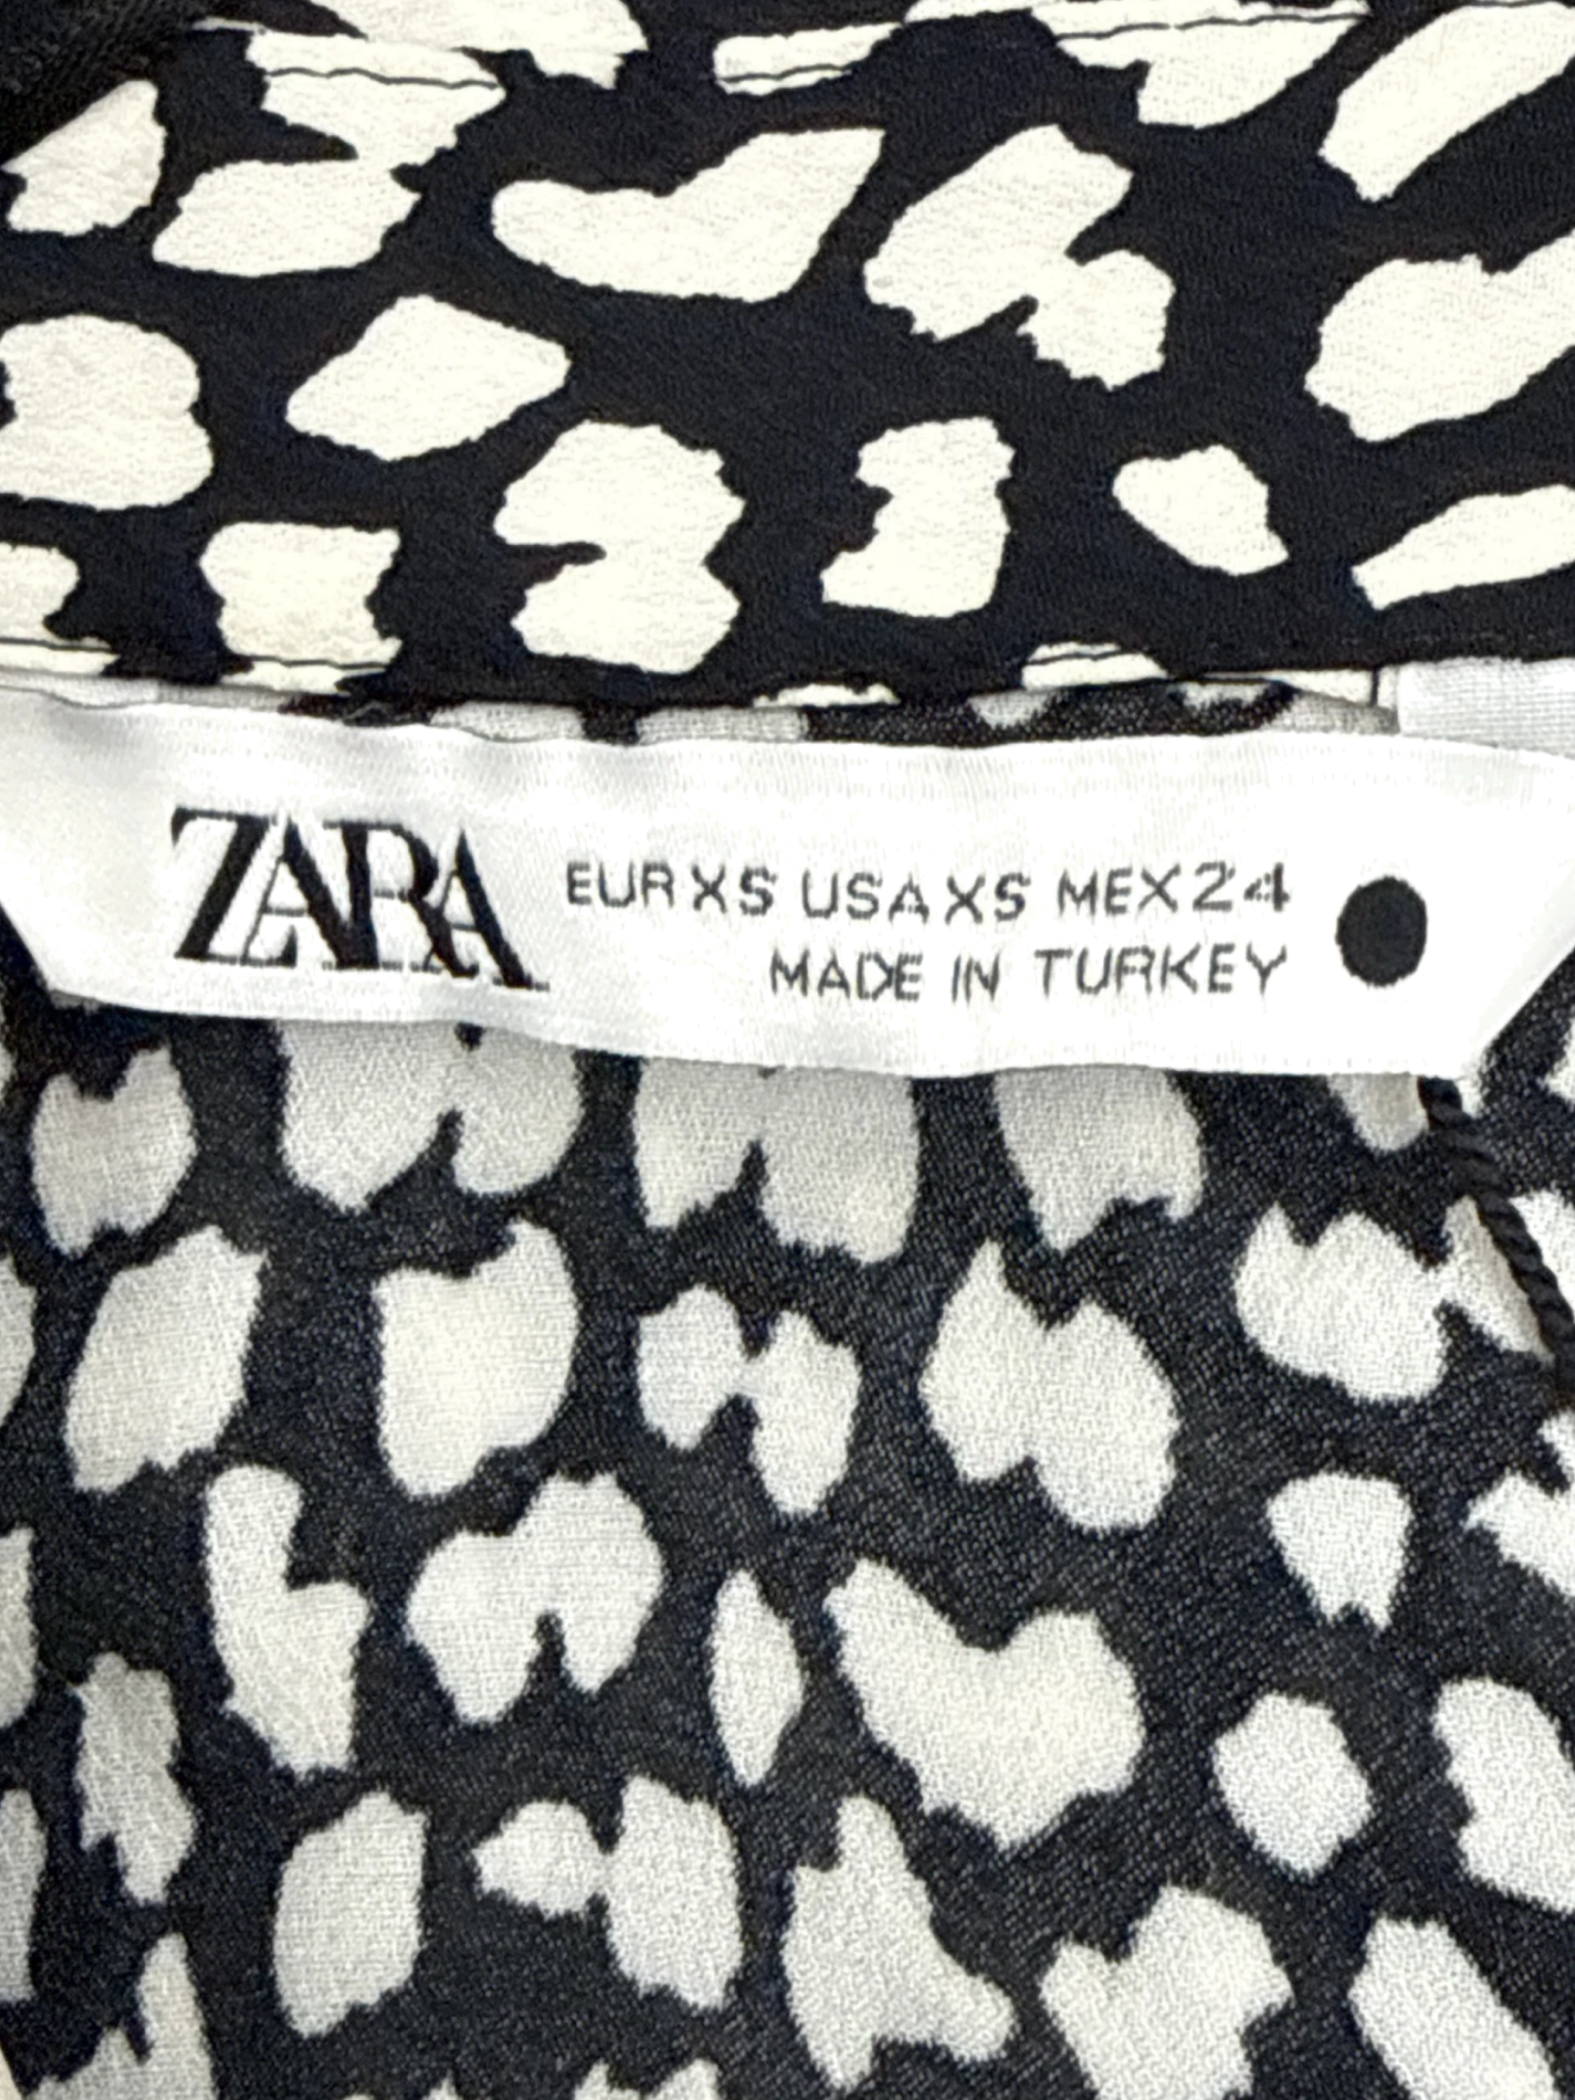 ZARA
EUR XS USA XS MEX 24
MADE IN TURKEY